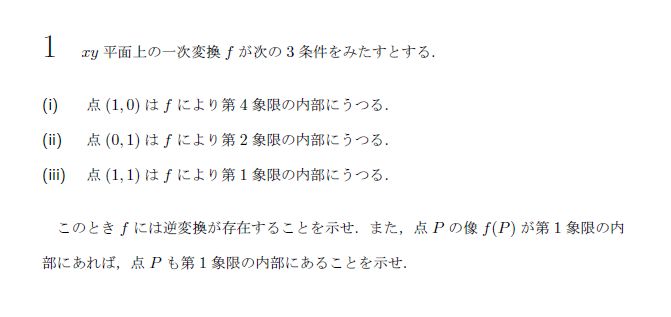 1 xy 平面上の一次変換 f が次の 3 条件をみたすとする．
(i) 点 (1, 0) は f により第 4 象限の内部にうつる．
(ii) 点 (0, 1) は f により第 2 象限の内部にうつる．
(iii) 点 (1, 1) は f により第 1 象限の内部にうつる．
このとき f には逆変換が存在することを示せ．また，点 P の像 f(P) が第 1 象限の内
部にあれば，点 P も第 1 象限の内部にあることを示せ．